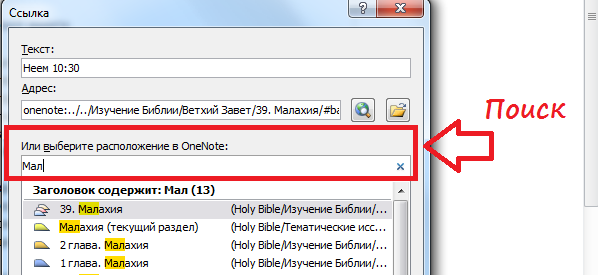 Ссылка
Текст:
Неем 10:30
Адрес:
onenote:../../Изучение Библии/Ветхий Завет/39. Малахия/#ba
Поиск
Или выберите расположение в OneNote:
Мал
Заголовок содержит: Мал (13)
39. Малахия (Holy Bible/Изучение Библии/...
Малахия (текущий раздел) (Holy Bible/Тематические исс...
2 глава. Малахия (Holy Bible/Изучение Библии/...
1 глава. Малахия (Holy Bible/Изучение Библии/...